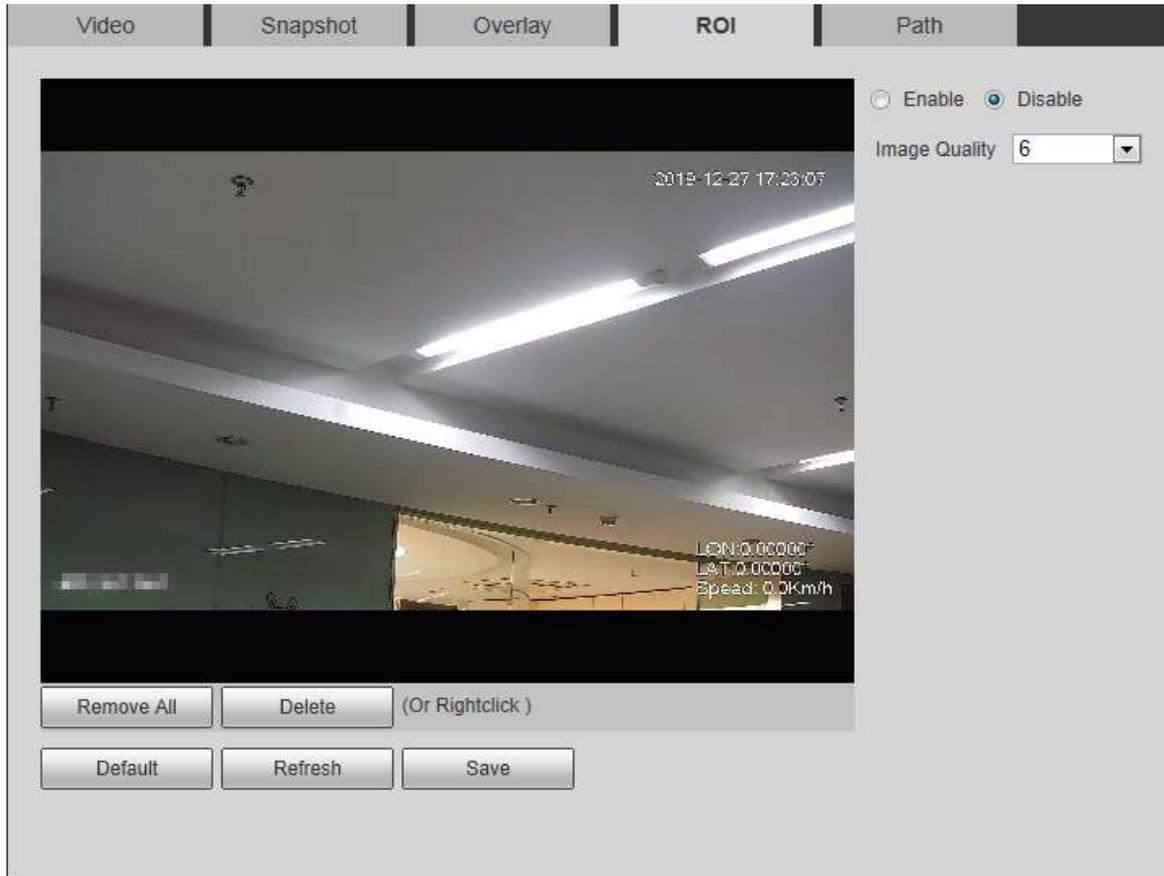 Video
Snapshot
Overlay
ROI
Path
Enable
Disable
Image Quality
6
2019-12-27 17:23:07
LON:0.00000°
LAT:0.00000°
Speed: 0.0Km/h
Remove All
Delete
(Or Rightclick )
Default
Refresh
Save